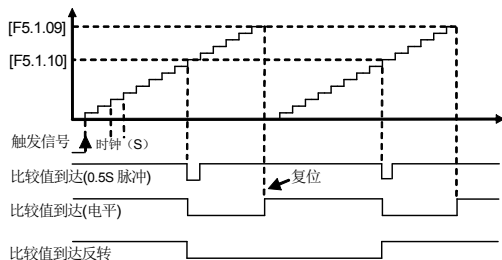 [F5.1.09]
[F5.1.10]
触发信号
时钟（S）
比较值到达(0.5S 脉冲)
复位
比较值到达(电平)
比较值到达反转